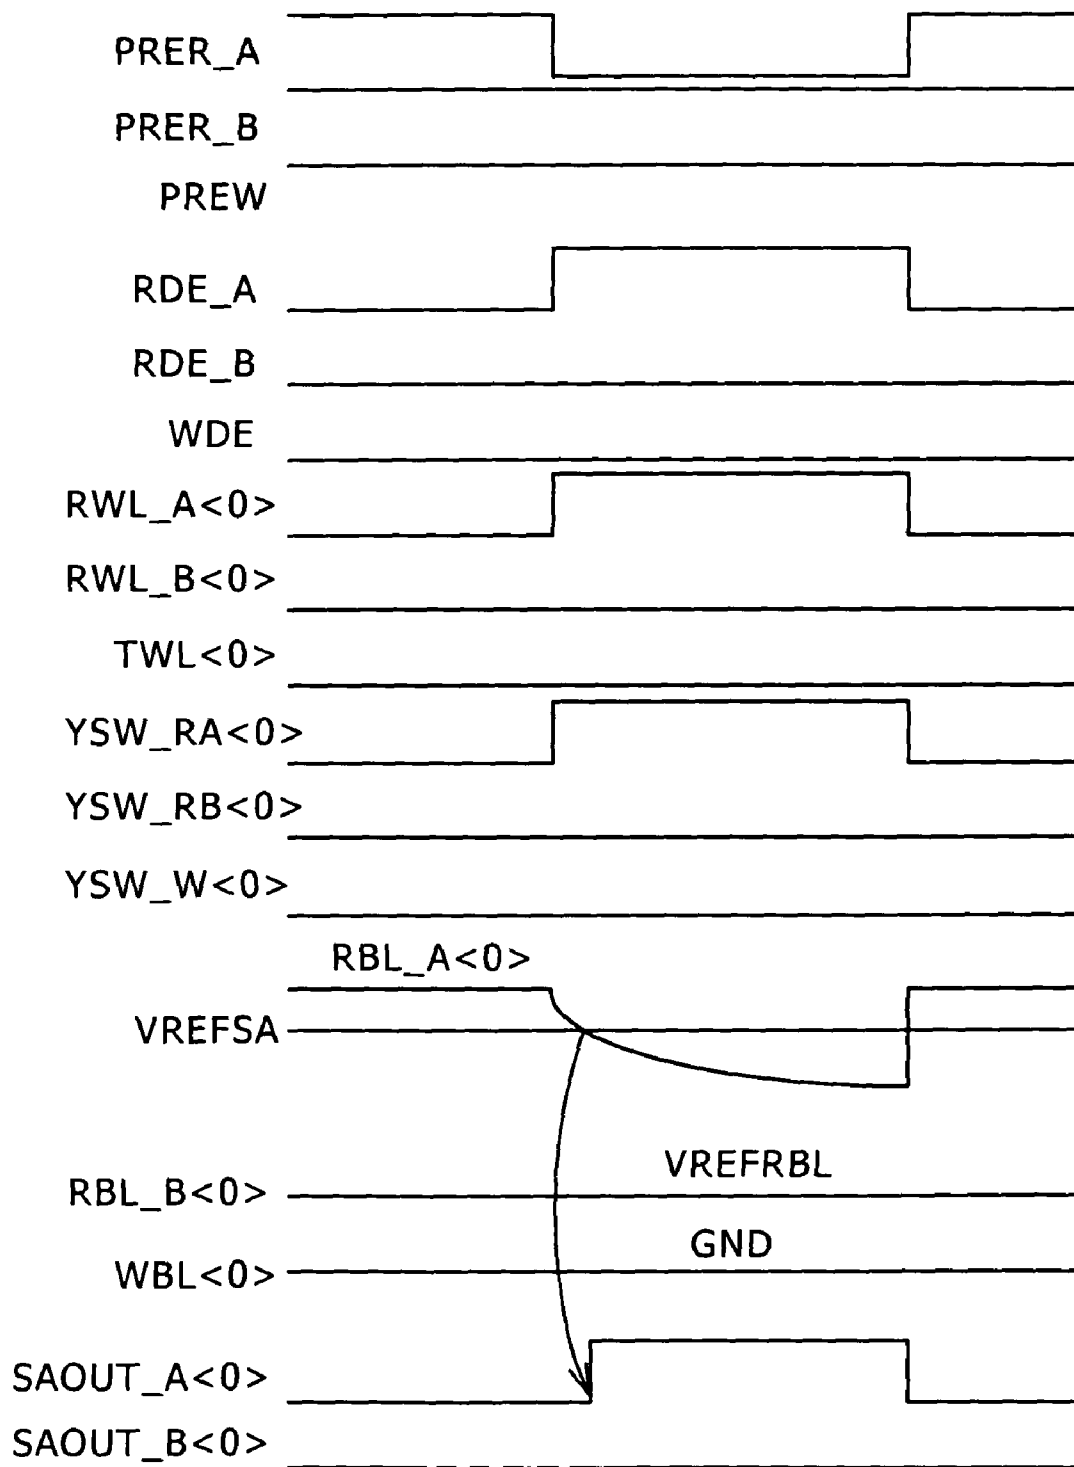 PRER_A
PRER_B
PREW
RDE_A
RDE_B
WDE
RWL_A<0>
RWL_B<0>
TWL<0>
YSW_RA<0>
YSW_RB<0>
YSW_W<0>
RBL_A<0>
VREFSA
VREFRBL
RBL_B<0>
GND
WBL<0>
SAOUT_A<0>
SAOUT_B<0>